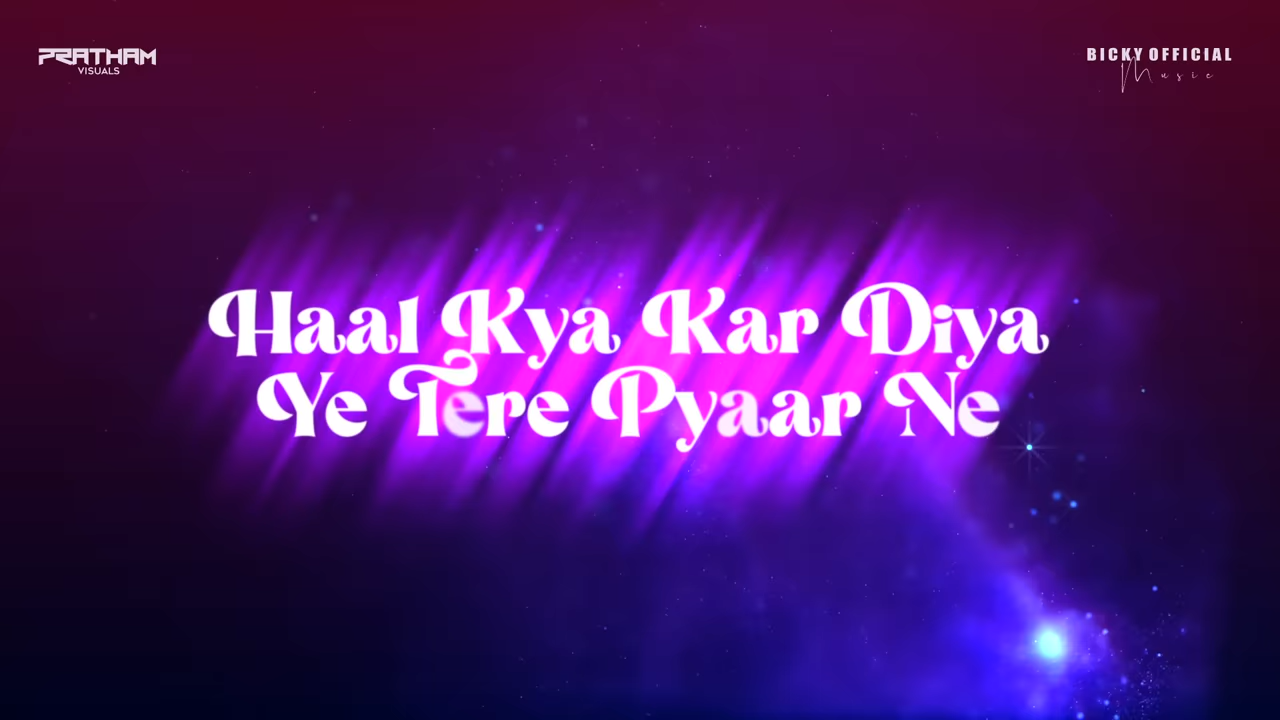 PRATHAM
VISUALS
BICKY OFFICIAL
Music
Haal Kya Kar Diya
Ye Tere Pyaar Ne